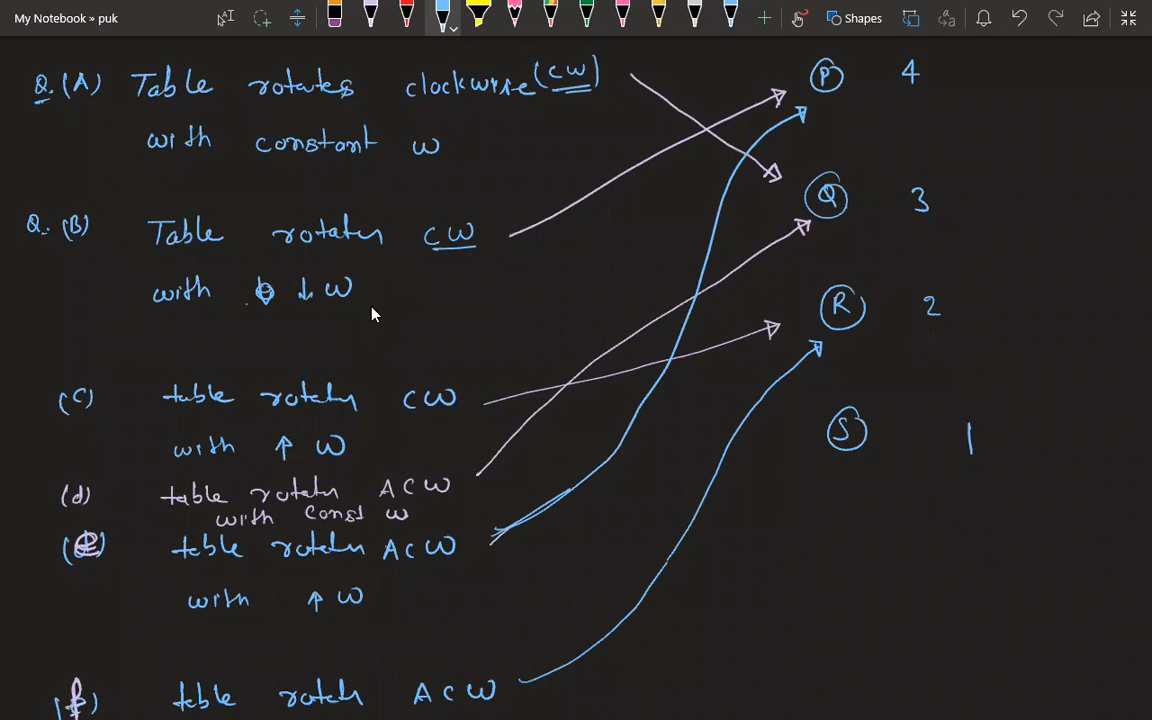 My Notebook » puk
Shapes
Q. (A) Table rotates clockwise (CW)
with constant ω
Q. (B) Table rotates CW
with ↓ ω
(C) table rotates CW
with ↑ ω
(d) table rotates ACW
with const ω
(e) table rotates ACW
with ↑ ω
(f) table rotates ACW
P 4
Q 3
R 2
S 1